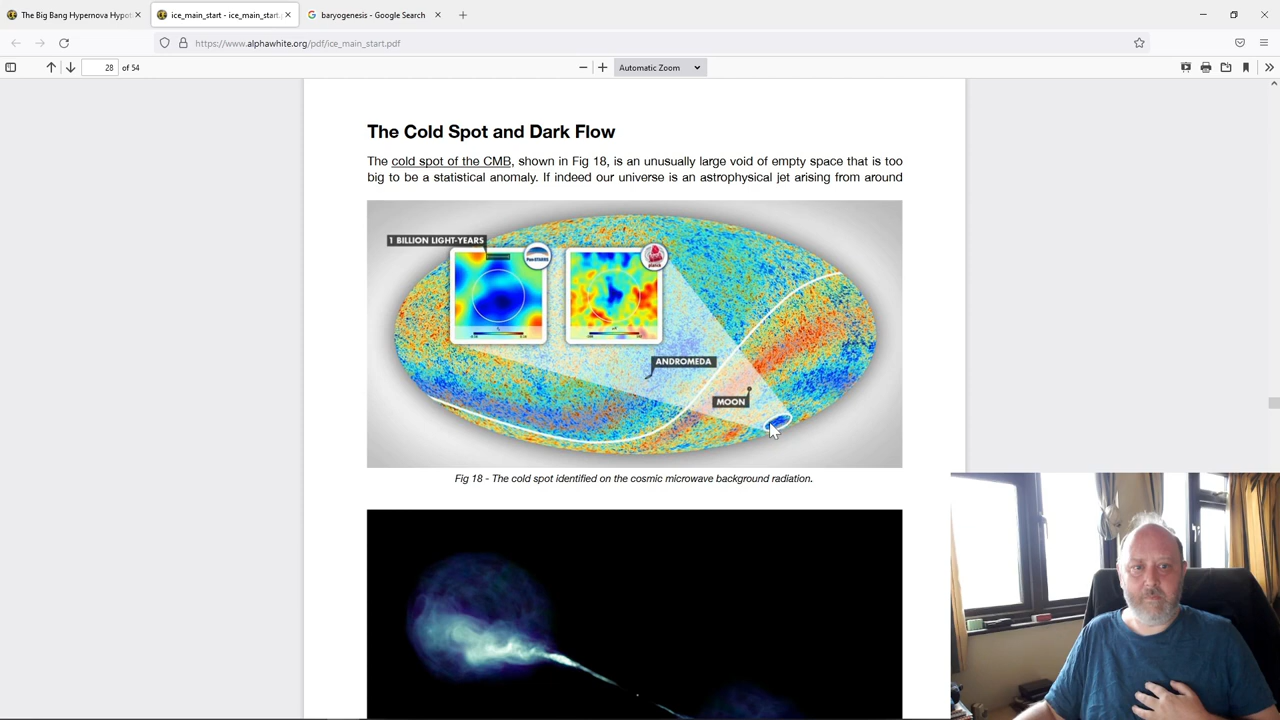 The Big Bang Hypernova Hypot
ice_main_start - ice_main_start.
baryogenesis - Google Search
https://www.alphawhite.org/pdf/ice_main_start.pdf
28 of 54
Automatic Zoom
The Cold Spot and Dark Flow
The cold spot of the CMB, shown in Fig 18, is an unusually large void of empty space that is too
big to be a statistical anomaly. If indeed our universe is an astrophysical jet arising from around
1 BILLION LIGHT-YEARS
Pan-STARRS
planck
ANDROMEDA
MOON
Fig 18 - The cold spot identified on the cosmic microwave background radiation.